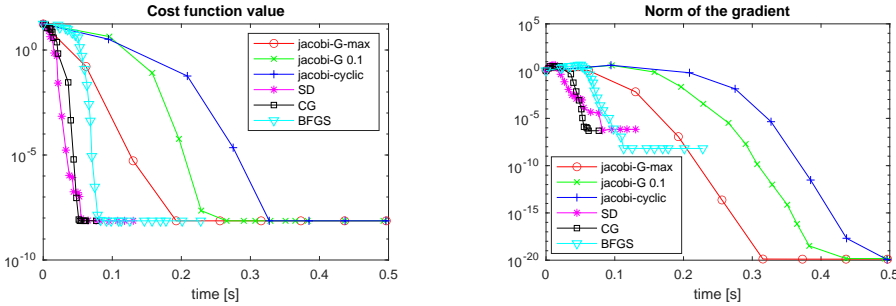 Cost function value
10^0
10^-5
10^-10
0
0.1
0.2
0.3
0.4
0.5
time [s]
jacobi-G-max
jacobi-G 0.1
jacobi-cyclic
SD
CG
BFGS
Norm of the gradient
10^5
10^0
10^-5
10^-10
10^-15
10^-20
0
0.1
0.2
0.3
0.4
0.5
time [s]
jacobi-G-max
jacobi-G 0.1
jacobi-cyclic
SD
CG
BFGS